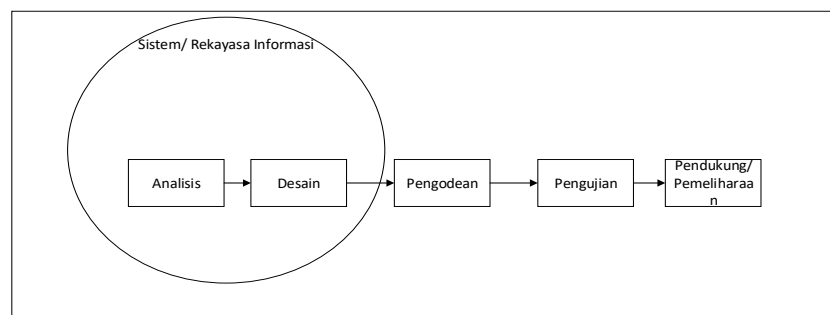 Sistem/ Rekayasa Informasi
Analisis
Desain
Pengodean
Pengujian
Pendukung/
Pemeliharaa
n